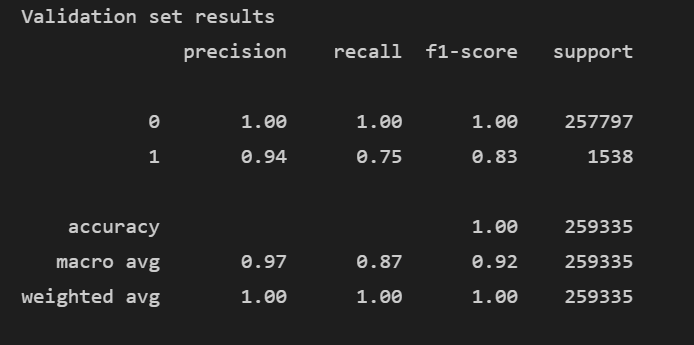 Validation set results
precision recall f1-score support
0 1.00 1.00 1.00 257797
1 0.94 0.75 0.83 1538
accuracy 1.00 259335
macro avg 0.97 0.87 0.92 259335
weighted avg 1.00 1.00 1.00 259335